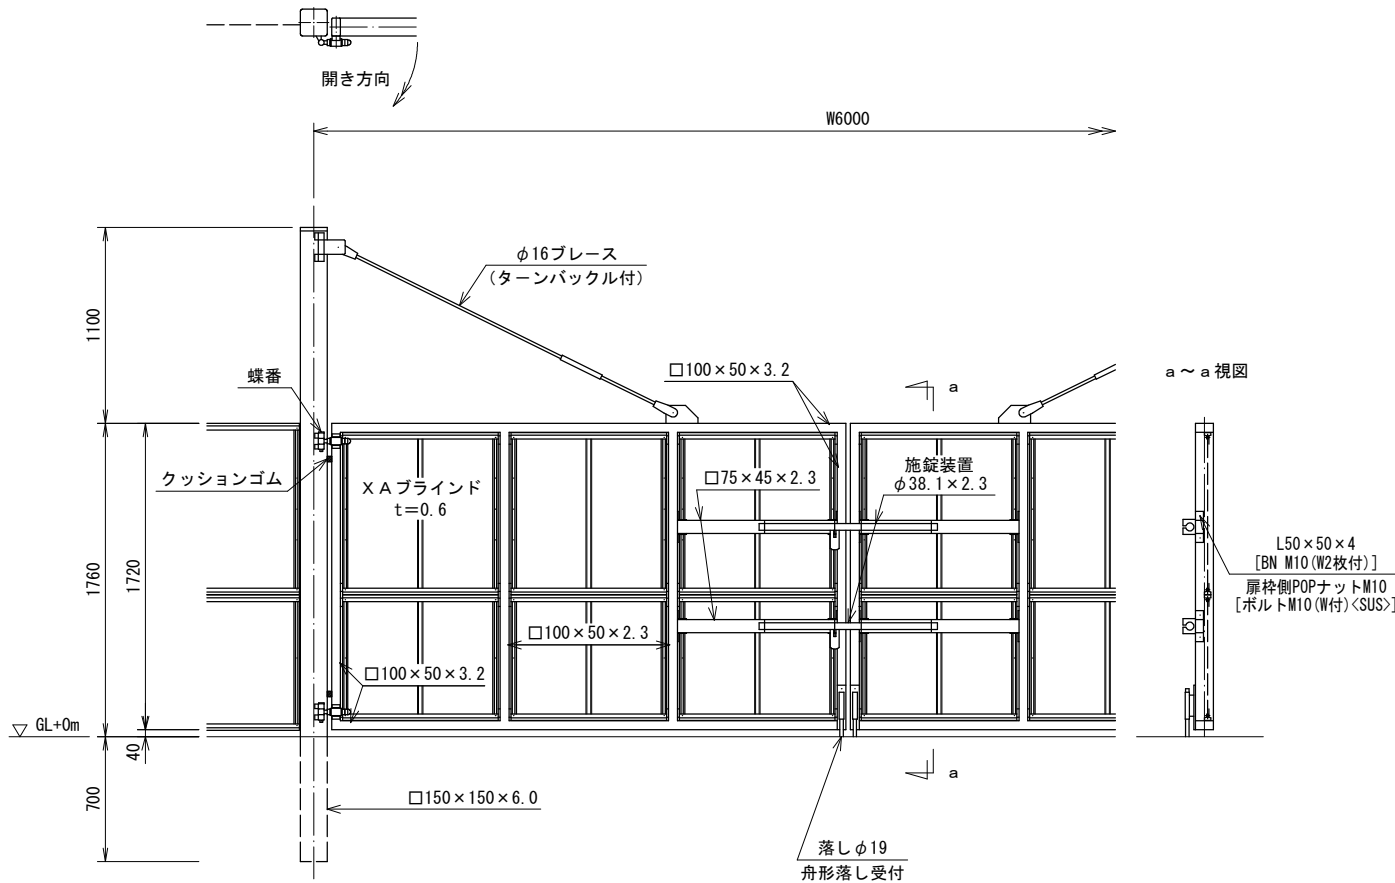 開き方向
W6000
φ16ブレース
(ターンバックル付)
1100
□100×50×3.2
a
a~a視図
蝶番
クッションゴム
XAブラインド
t=0.6
□75×45×2.3
施錠装置
φ38.1×2.3
L50×50×4
[BN M10(W2枚付)]
扉枠側POPナットM10
[ボルトM10(W付)<SUS>]
1760
1720
□100×50×2.3
□100×50×3.2
GL+0m
40
700
a
□150×150×6.0
落しφ19
舟形落し受付